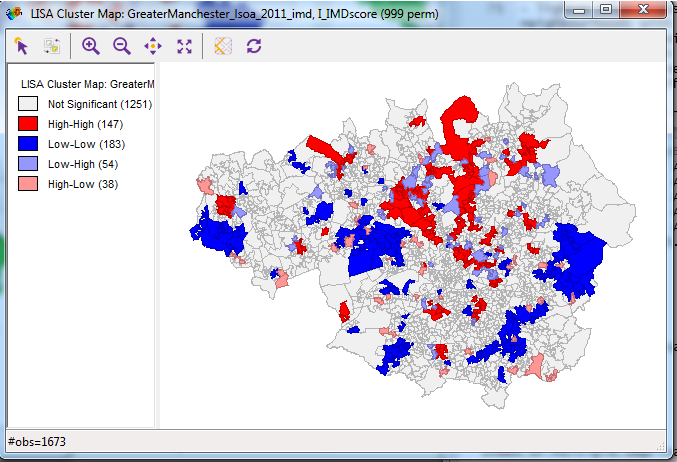 LISA Cluster Map: GreaterManchester_lsoa_2011_imd, I_IMDscore (999 perm)
LISA Cluster Map: GreaterM
Not Significant (1251)
High-High (147)
Low-Low (183)
Low-High (54)
High-Low (38)
#obs=1673